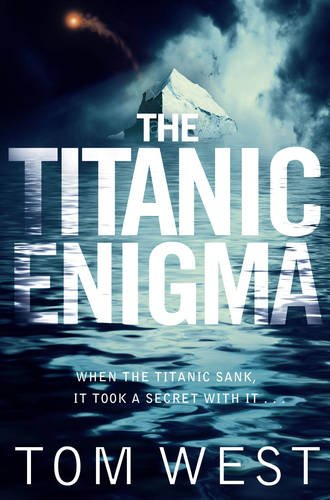 THE
TITANIC
ENIGMA
WHEN THE TITANIC SANK,
IT TOOK A SECRET WITH IT . . .
TOM WEST